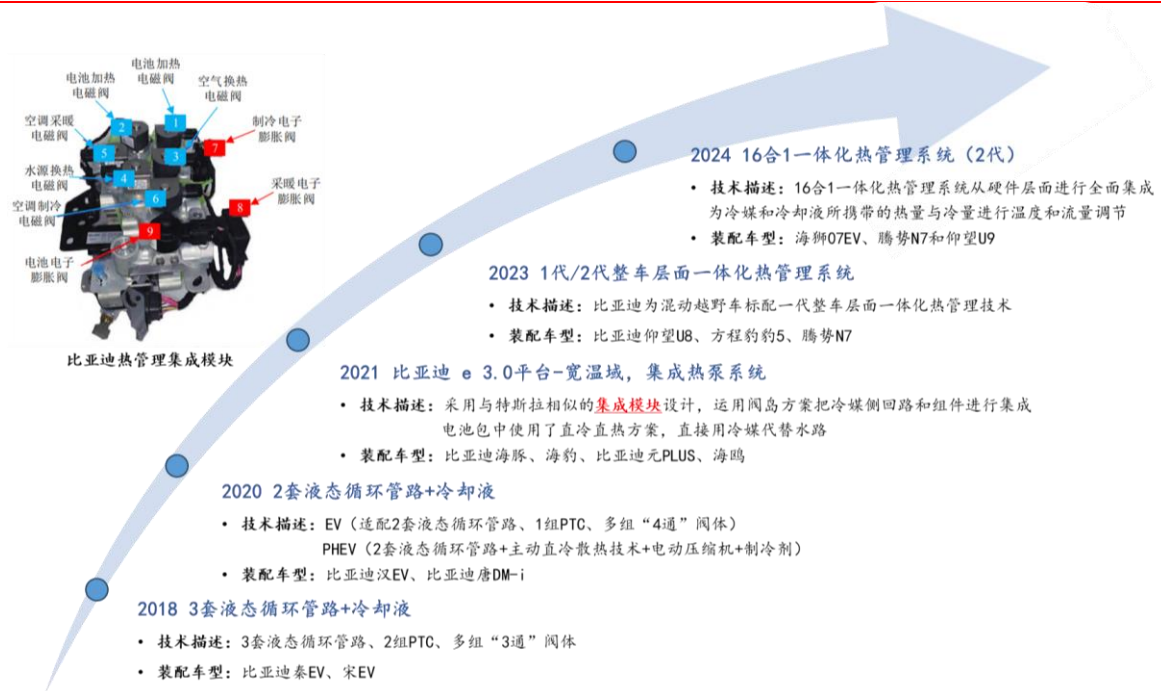 电池加热
电磁阀
电池加热
电磁阀
空气换热
电磁阀
空调采暖
电磁阀
制冷电子
膨胀阀
水源换热
电磁阀
采暖电子
膨胀阀
空调制冷
电磁阀
电池电子
膨胀阀
1
2
3
4
5
6
7
8
9
比亚迪热管理集成模块
2024 16合1一体化热管理系统（2代）
• 技术描述：16合1一体化热管理系统从硬件层面进行全面集成
为冷媒和冷却液所携带的热量与冷量进行温度和流量调节
• 装配车型：海狮07EV、腾势N7和仰望U9
2023 1代/2代整车层面一体化热管理系统
• 技术描述：比亚迪为混动越野车标配一代整车层面一体化热管理技术
• 装配车型：比亚迪仰望U8、方程豹豹5、腾势N7
2021 比亚迪 e 3.0平台-宽温域，集成热泵系统
• 技术描述：采用与特斯拉相似的集成模块设计，运用阀岛方案把冷媒侧回路和组件进行集成
电池包中使用了直冷直热方案，直接用冷媒代替水路
• 装配车型：比亚迪海豚、海豹、比亚迪元PLUS、海鸥
2020 2套液态循环管路+冷却液
• 技术描述：EV（适配2套液态循环管路、1组PTC、多组“4通”阀体）
PHEV（2套液态循环管路+主动直冷散热技术+电动压缩机+制冷剂）
• 装配车型：比亚迪汉EV、比亚迪唐DM-i
2018 3套液态循环管路+冷却液
• 技术描述：3套液态循环管路、2组PTC、多组“3通”阀体
• 装配车型：比亚迪秦EV、宋EV